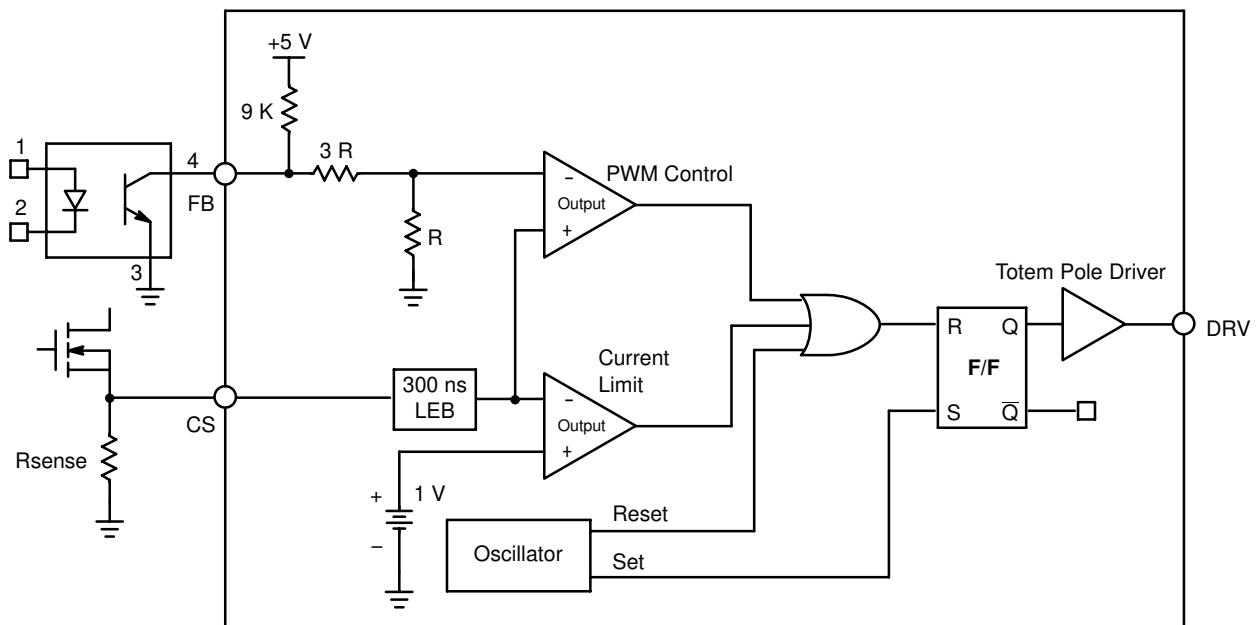 +5 V
9 K
1
4
3 R
PWM Control
−
Output
+
2
FB
R
3
Totem Pole Driver
R Q
DRV
F/F
S Q̅
Current
Limit
300 ns
LEB
−
Output
+
CS
Rsense
+
1 V
−
Reset
Oscillator
Set